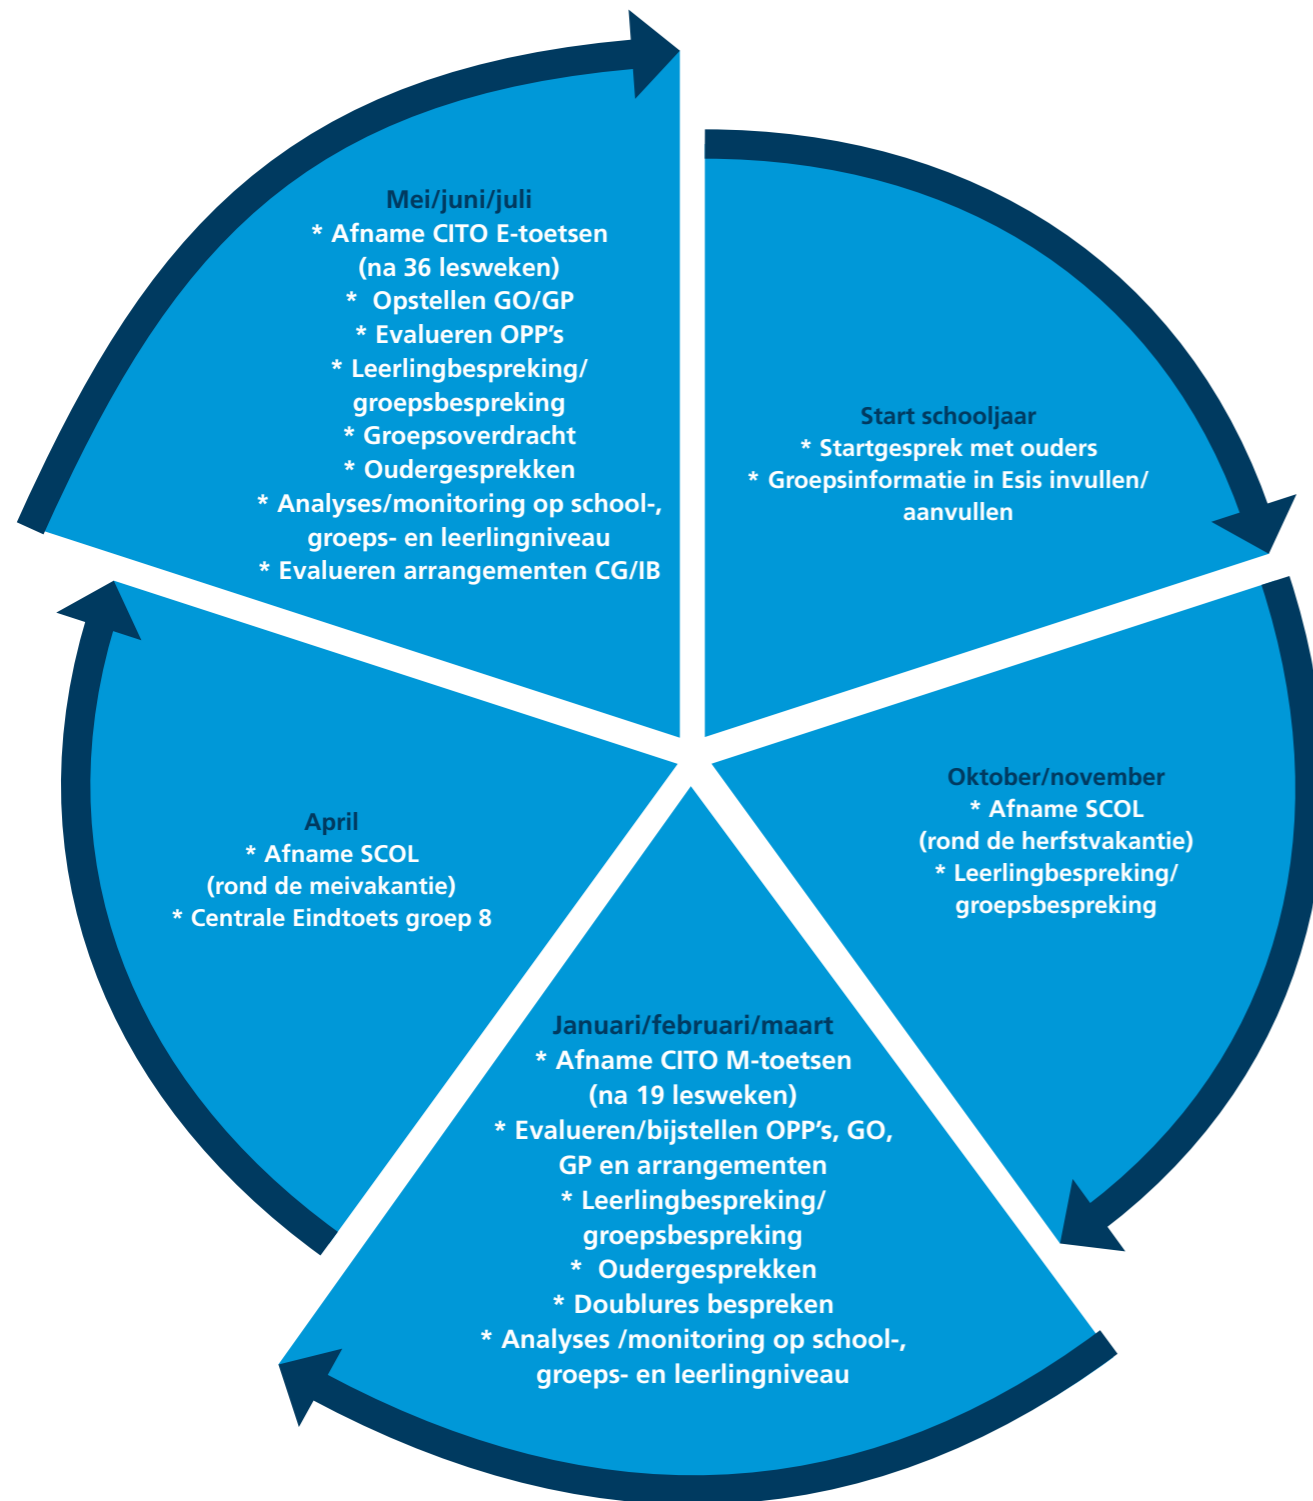 Start schooljaar
* Startgesprek met ouders
* Groepsinformatie in Esis invullen/
aanvullen
Oktober/november
* Afname SCOL
(rond de herfstvakantie)
* Leerlingbespreking/
groepsbespreking
Januari/februari/maart
* Afname CITO M-toetsen
(na 19 lesweken)
* Evalueren/bijstellen OPP’s, GO,
GP en arrangementen
* Leerlingbespreking/
groepsbespreking
* Oudergesprekken
* Doublures bespreken
* Analyses /monitoring op school-,
groeps- en leerlingniveau
April
* Afname SCOL
(rond de meivakantie)
* Centrale Eindtoets groep 8
Mei/juni/juli
* Afname CITO E-toetsen
(na 36 lesweken)
* Opstellen GO/GP
* Evalueren OPP’s
* Leerlingbespreking/
groepsbespreking
* Groepsoverdracht
* Oudergesprekken
* Analyses/monitoring op school-,
groeps- en leerlingniveau
* Evalueren arrangementen CG/IB